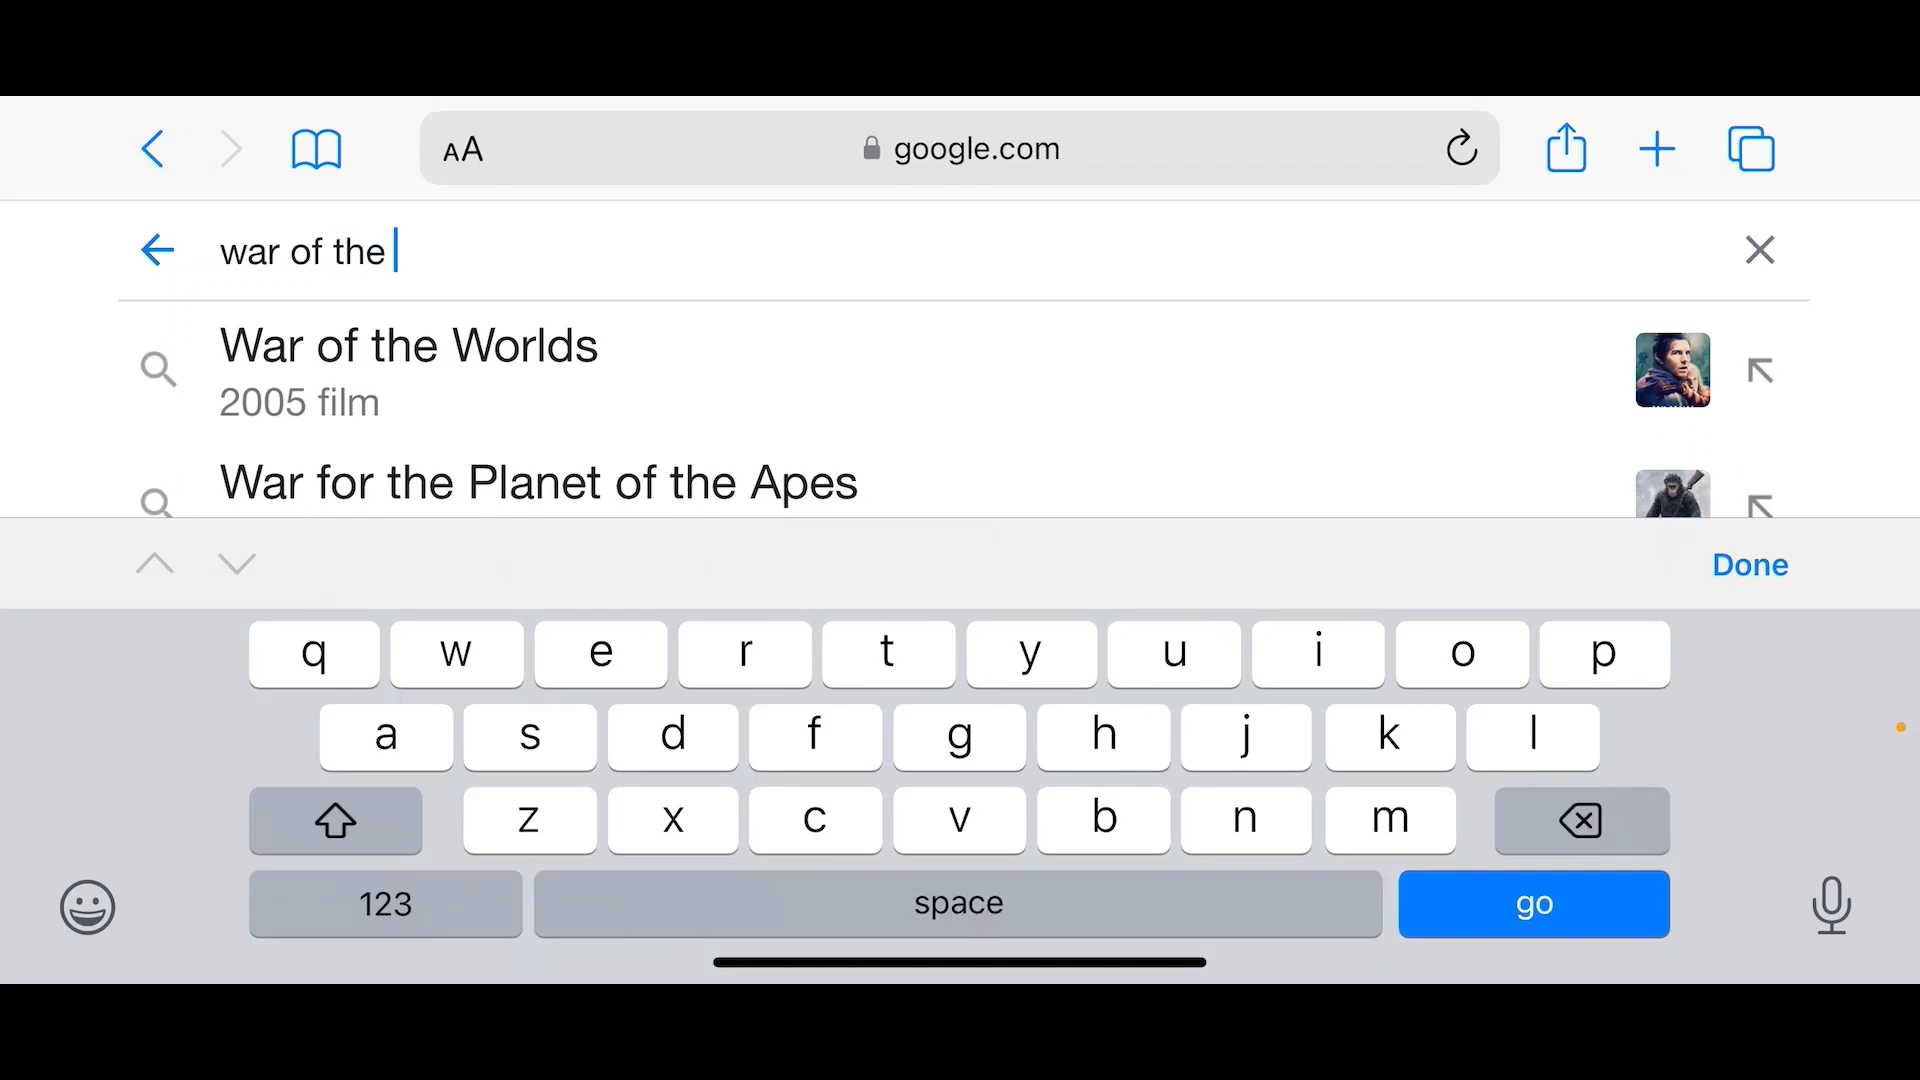 AA google.com
war of the
War of the Worlds
2005 film
War for the Planet of the Apes
Done
q w e r t y u i o p
a s d f g h j k l
z x c v b n m
123 space go